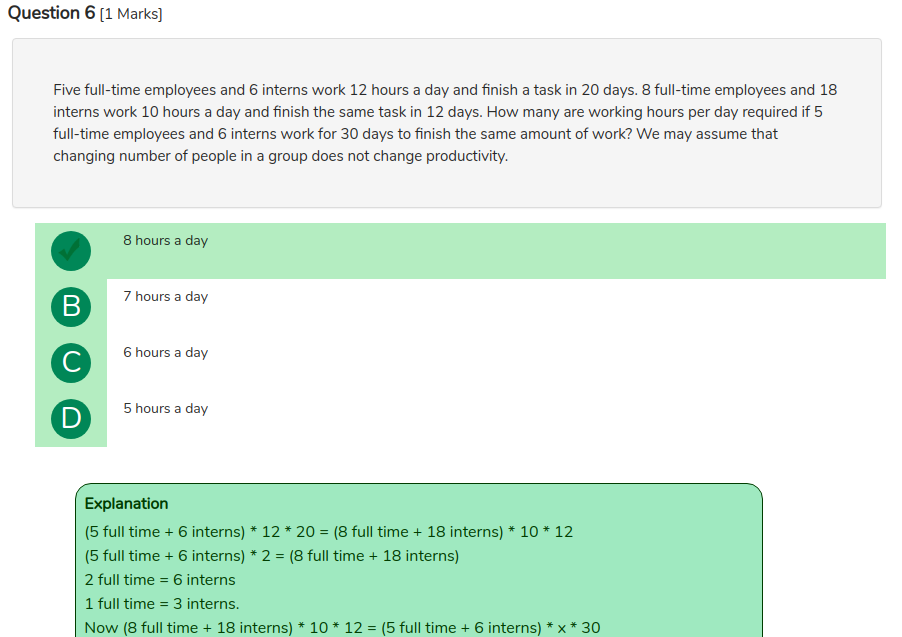 Question 6 [1 Marks]
Five full-time employees and 6 interns work 12 hours a day and finish a task in 20 days. 8 full-time employees and 18
interns work 10 hours a day and finish the same task in 12 days. How many are working hours per day required if 5
full-time employees and 6 interns work for 30 days to finish the same amount of work? We may assume that
changing number of people in a group does not change productivity.
8 hours a day
B
7 hours a day
C
6 hours a day
D
5 hours a day
Explanation
(5 full time + 6 interns) * 12 * 20 = (8 full time + 18 interns) * 10 * 12
(5 full time + 6 interns) * 2 = (8 full time + 18 interns)
2 full time = 6 interns
1 full time = 3 interns.
Now (8 full time + 18 interns) * 10 * 12 = (5 full time + 6 interns) * x * 30